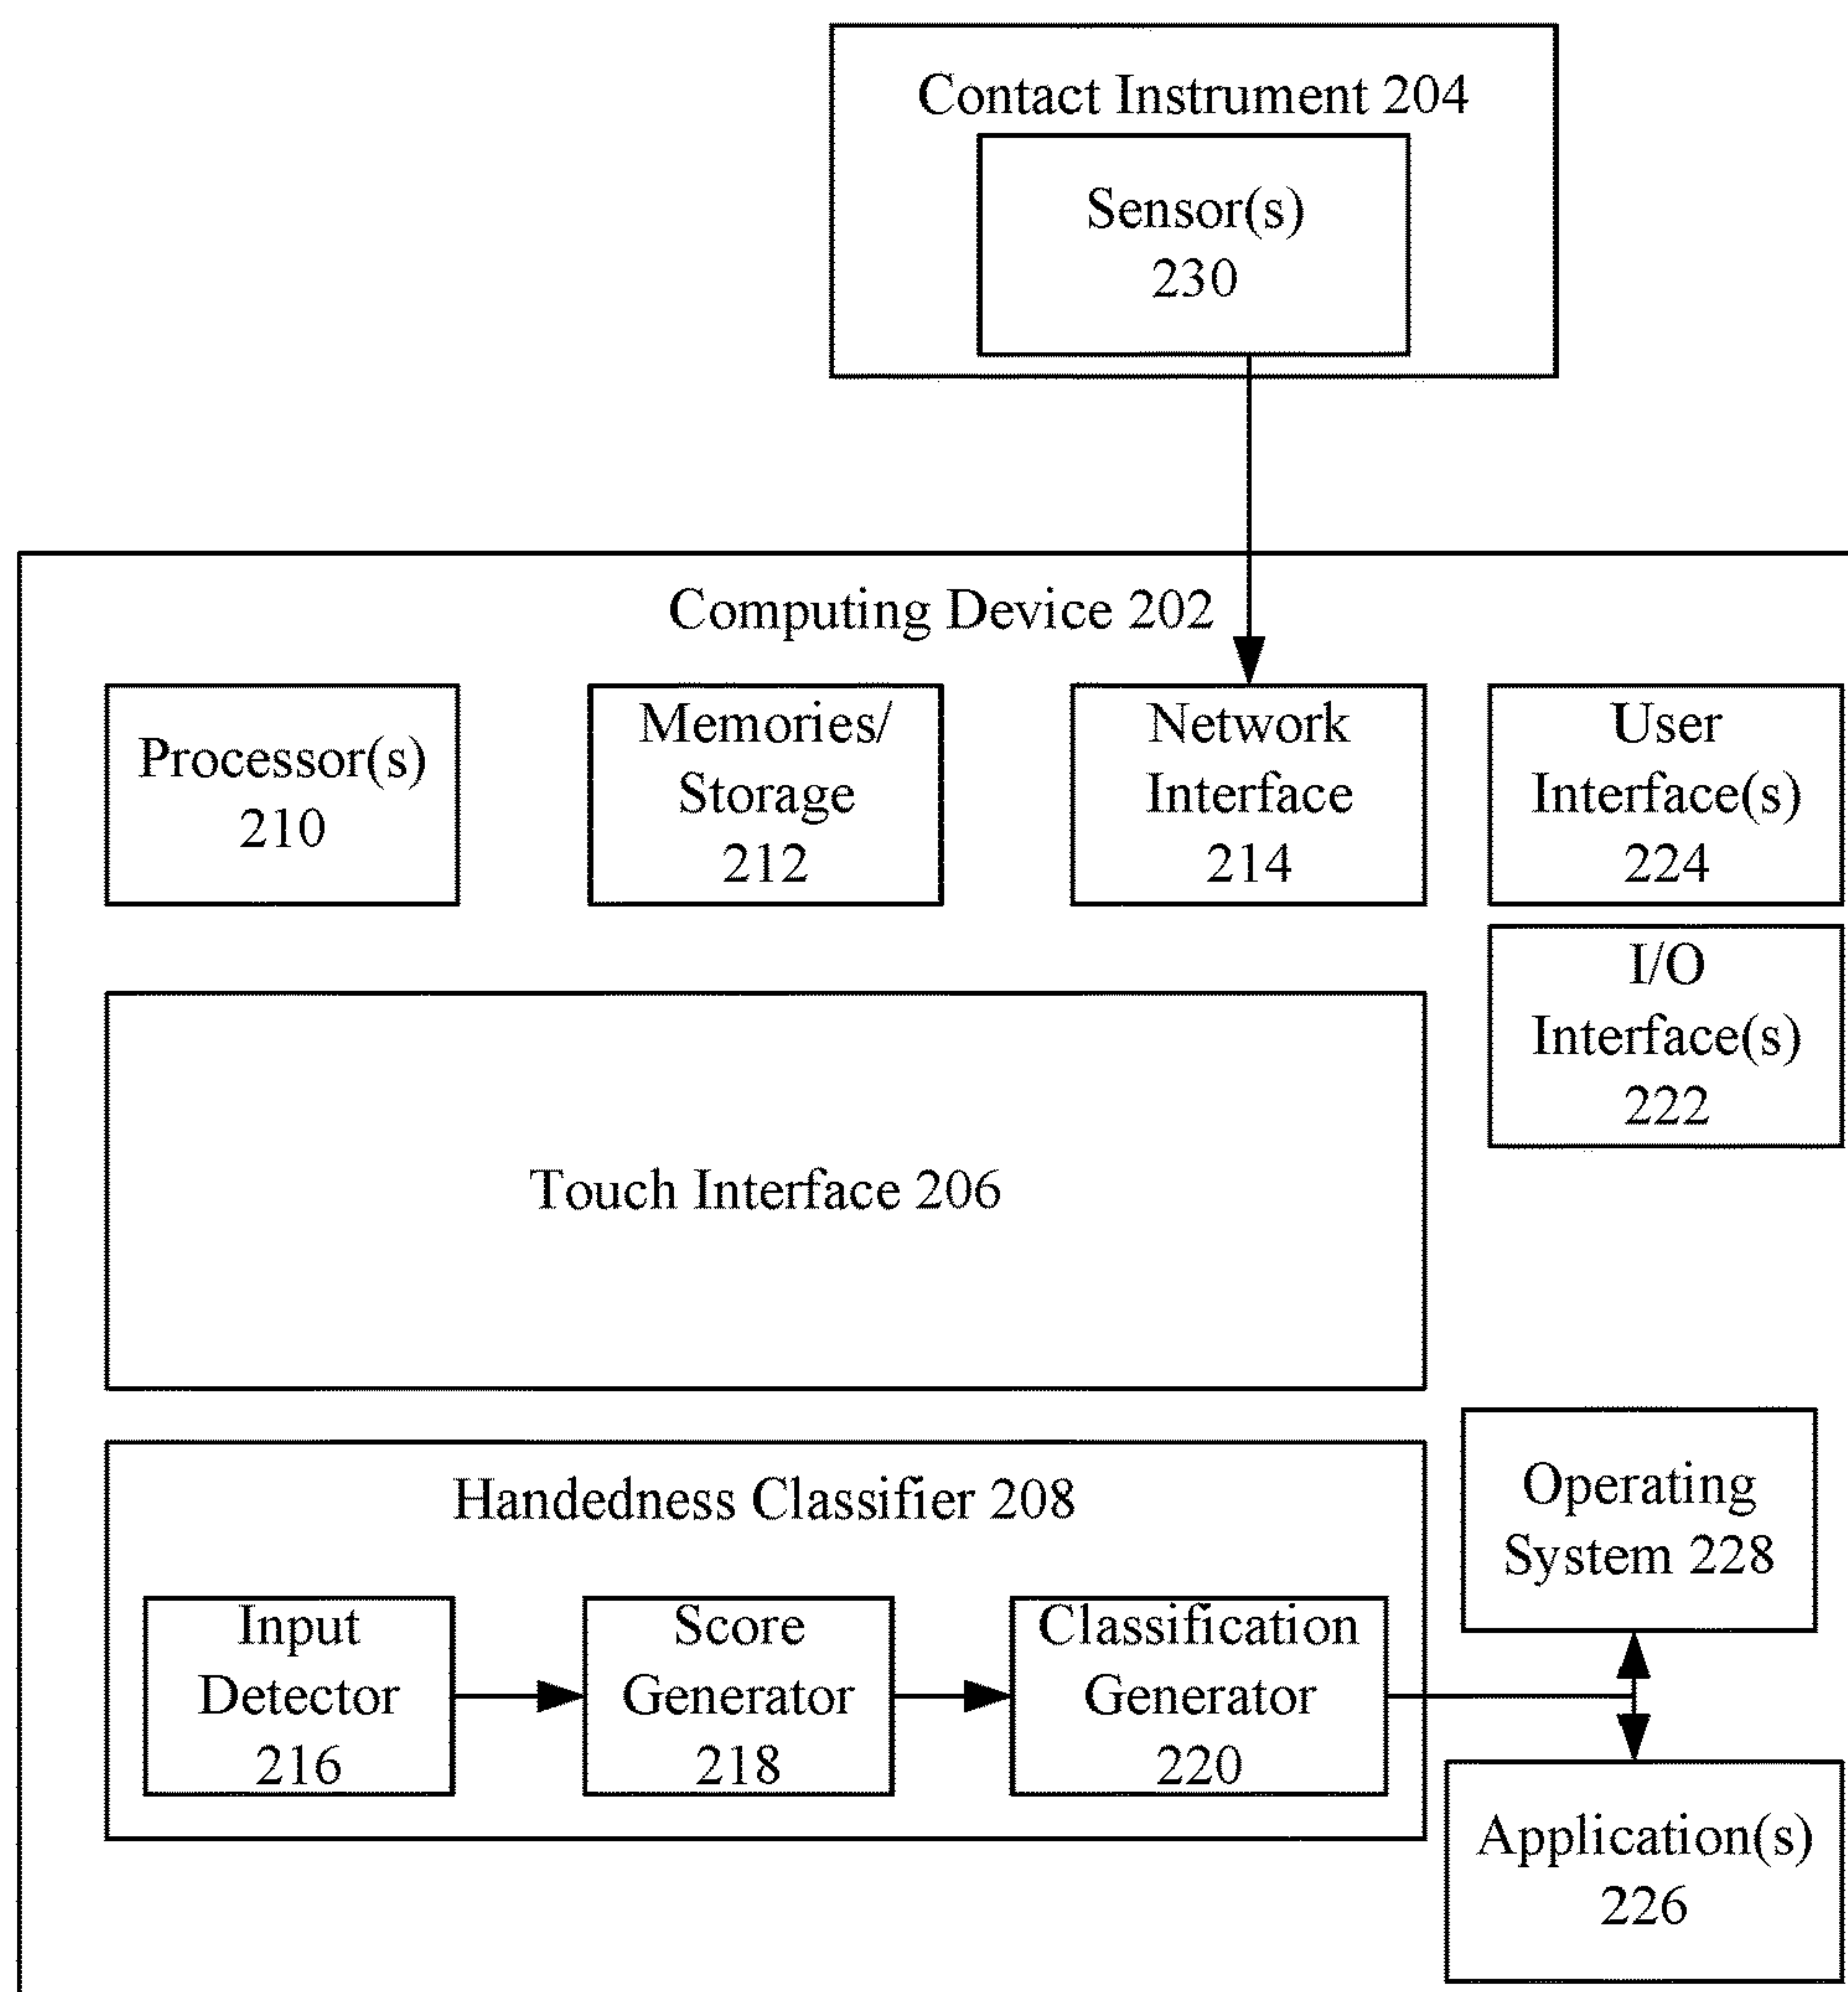 Contact Instrument 204
Sensor(s)
230
Computing Device 202
Processor(s)
210
Memories/
Storage
212
Network
Interface
214
User
Interface(s)
224
I/O
Interface(s)
222
Touch Interface 206
Handedness Classifier 208
Input
Detector
216
Score
Generator
218
Classification
Generator
220
Operating
System 228
Application(s)
226